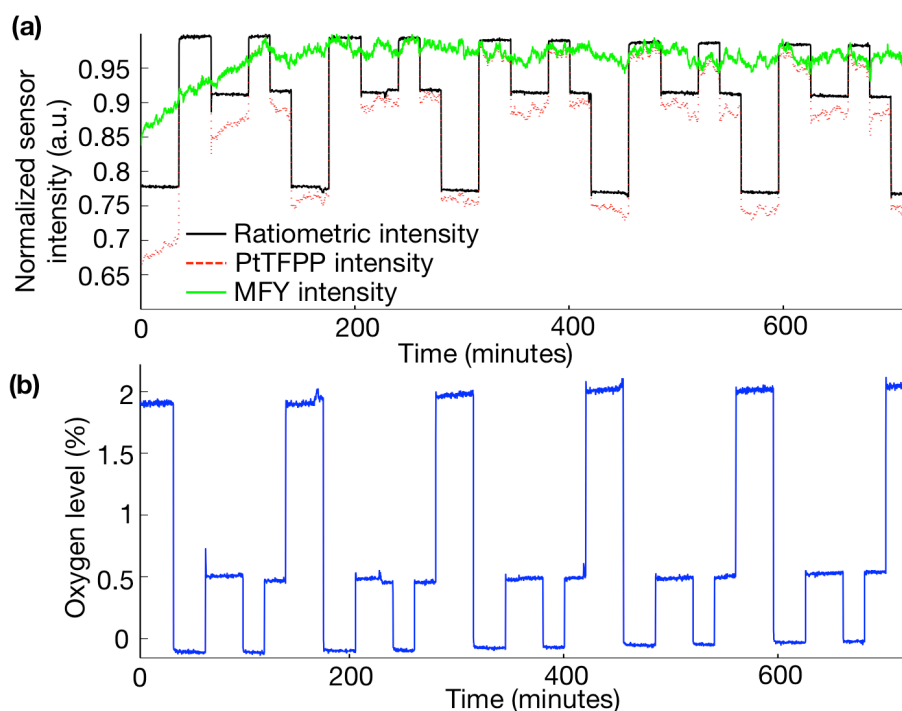 (a)
Normalized sensor
intensity (a.u.)
0.95
0.9
0.85
0.8
0.75
0.7
0.65
Ratiometric intensity
PtTFPP intensity
MFY intensity
0
200
400
600
Time (minutes)
(b)
Oxygen level (%)
2
1.5
1
0.5
0
0
200
400
600
Time (minutes)